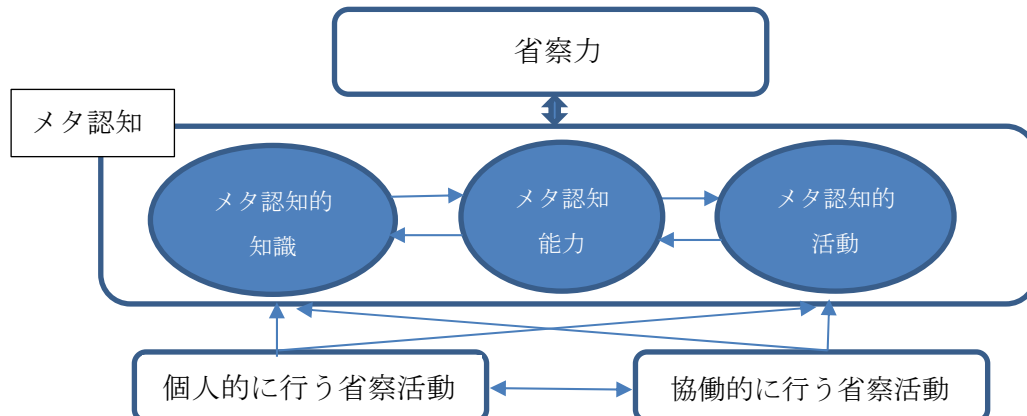 省察力
メタ認知
メタ認知的
知識
メタ認知
能力
メタ認知的
活動
個人的に行う省察活動
協働的に行う省察活動